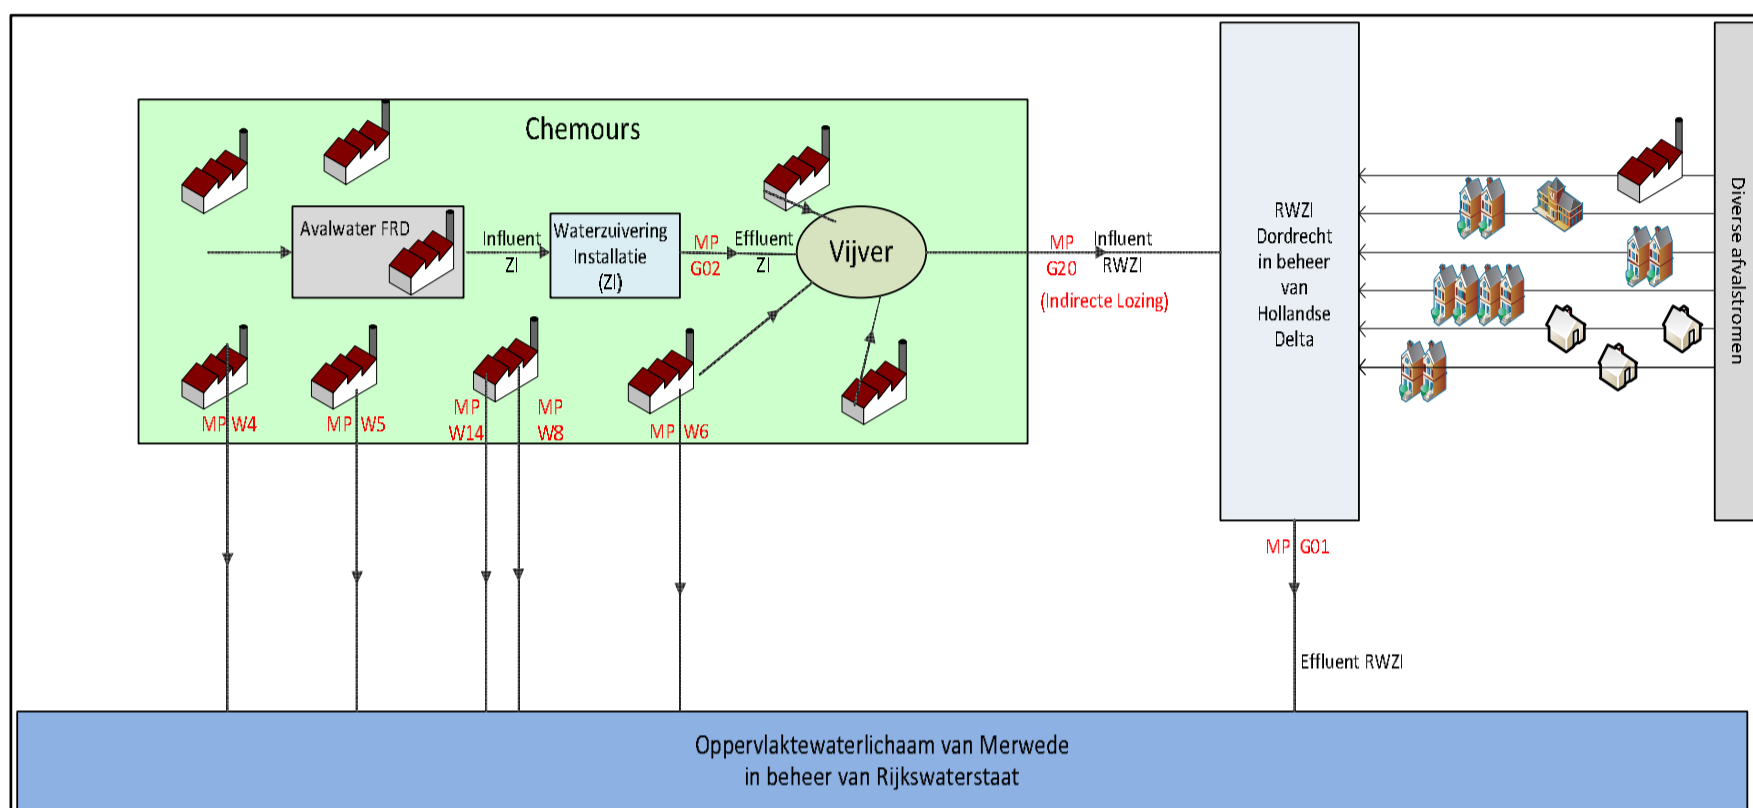 Chemours
Avalwater FRD
Influent
ZI
Waterzuivering
Installatie
(ZI)
MP
G02
Effluent
ZI
Vijver
MP
G20
Influent
RWZI
(Indirecte Lozing)
RWZI
Dordrecht
in beheer
van
Hollandse
Delta
Diverse afvalstromen
MP W4
MP W5
MP
W14
MP
W8
MP W6
MP G01
Effluent RWZI
Oppervlaktewaterlichaam van Merwede
in beheer van Rijkswaterstaat